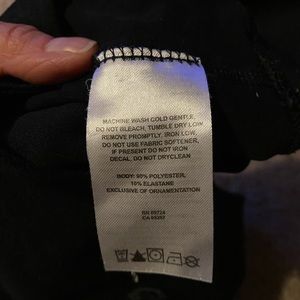 MACHINE WASH COLD GENTLE,
DO NOT BLEACH, TUMBLE DRY LOW
REMOVE PROMPTLY. IRON LOW.
DO NOT USE FABRIC SOFTENER,
IF PRESENT DO NOT IRON
DECAL. DO NOT DRYCLEAN
BODY: 90% POLYESTER,
10% ELASTANE
EXCLUSIVE OF ORNAMENTATION
RN
CA